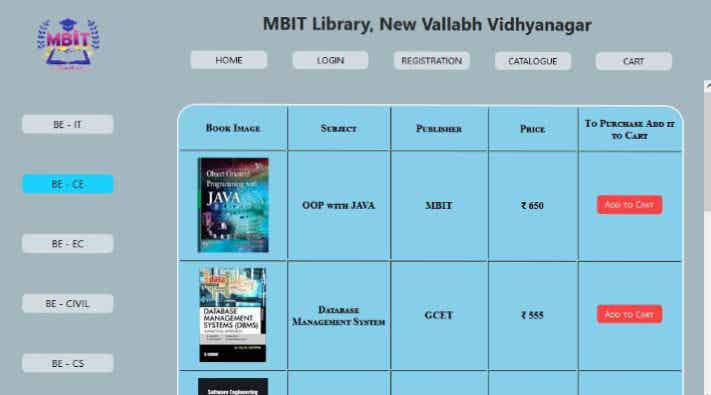 MBIT
MBIT Library, New Vallabh Vidhyanagar
HOME
LOGIN
REGISTRATION
CATALOGUE
CART
BE - IT
BE - CE
BE - EC
BE - CIVIL
BE - CS
Book Image
Subject
Publisher
Price
To Purchase Add it
to Cart
Object Oriented
Programming with
JAVA
OOP with JAVA
MBIT
₹ 650
Add to Cart
DATABASE
MANAGEMENT
SYSTEMS (DBMS)
Database
Management System
GCET
₹ 555
Add to Cart
Software Engineering